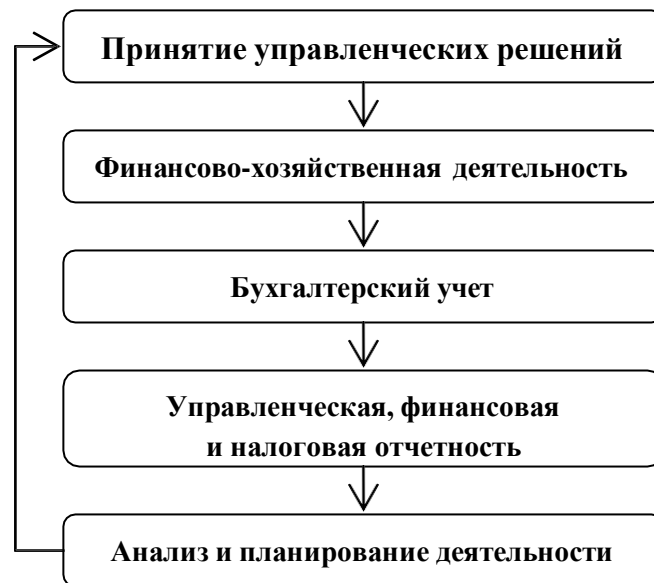 Принятие управленческих решений
Финансово-хозяйственная деятельность
Бухгалтерский учет
Управленческая, финансовая
и налоговая отчетность
Анализ и планирование деятельности